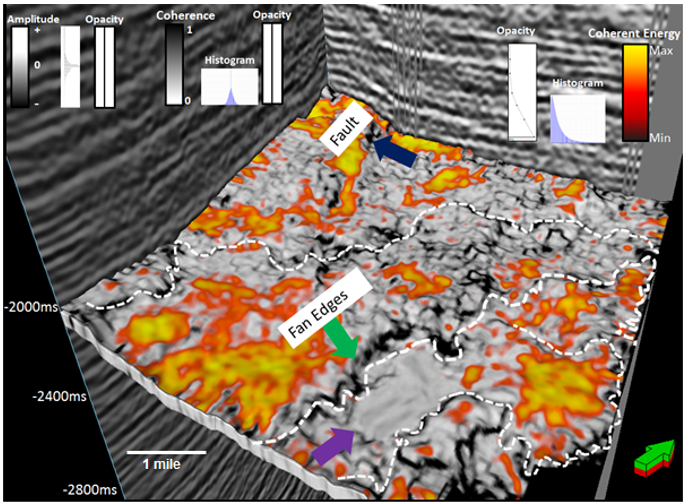 Amplitude
+
0
-
Opacity
Coherence
1
0
Histogram
Opacity
Opacity
Histogram
Coherent Energy
Max
Min
Fault
Fan Edges
-2000ms
-2400ms
-2800ms
1 mile